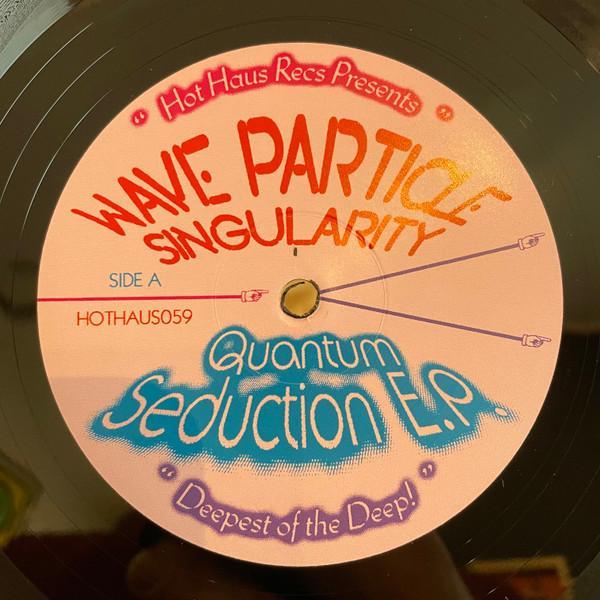 “ Hot Haus Recs Presents ”
WAVE PARTICLE
SINGULARITY
SIDE A
HOTHAUS059
Quantum
Seduction E.P.
“ Deepest of the Deep! ”